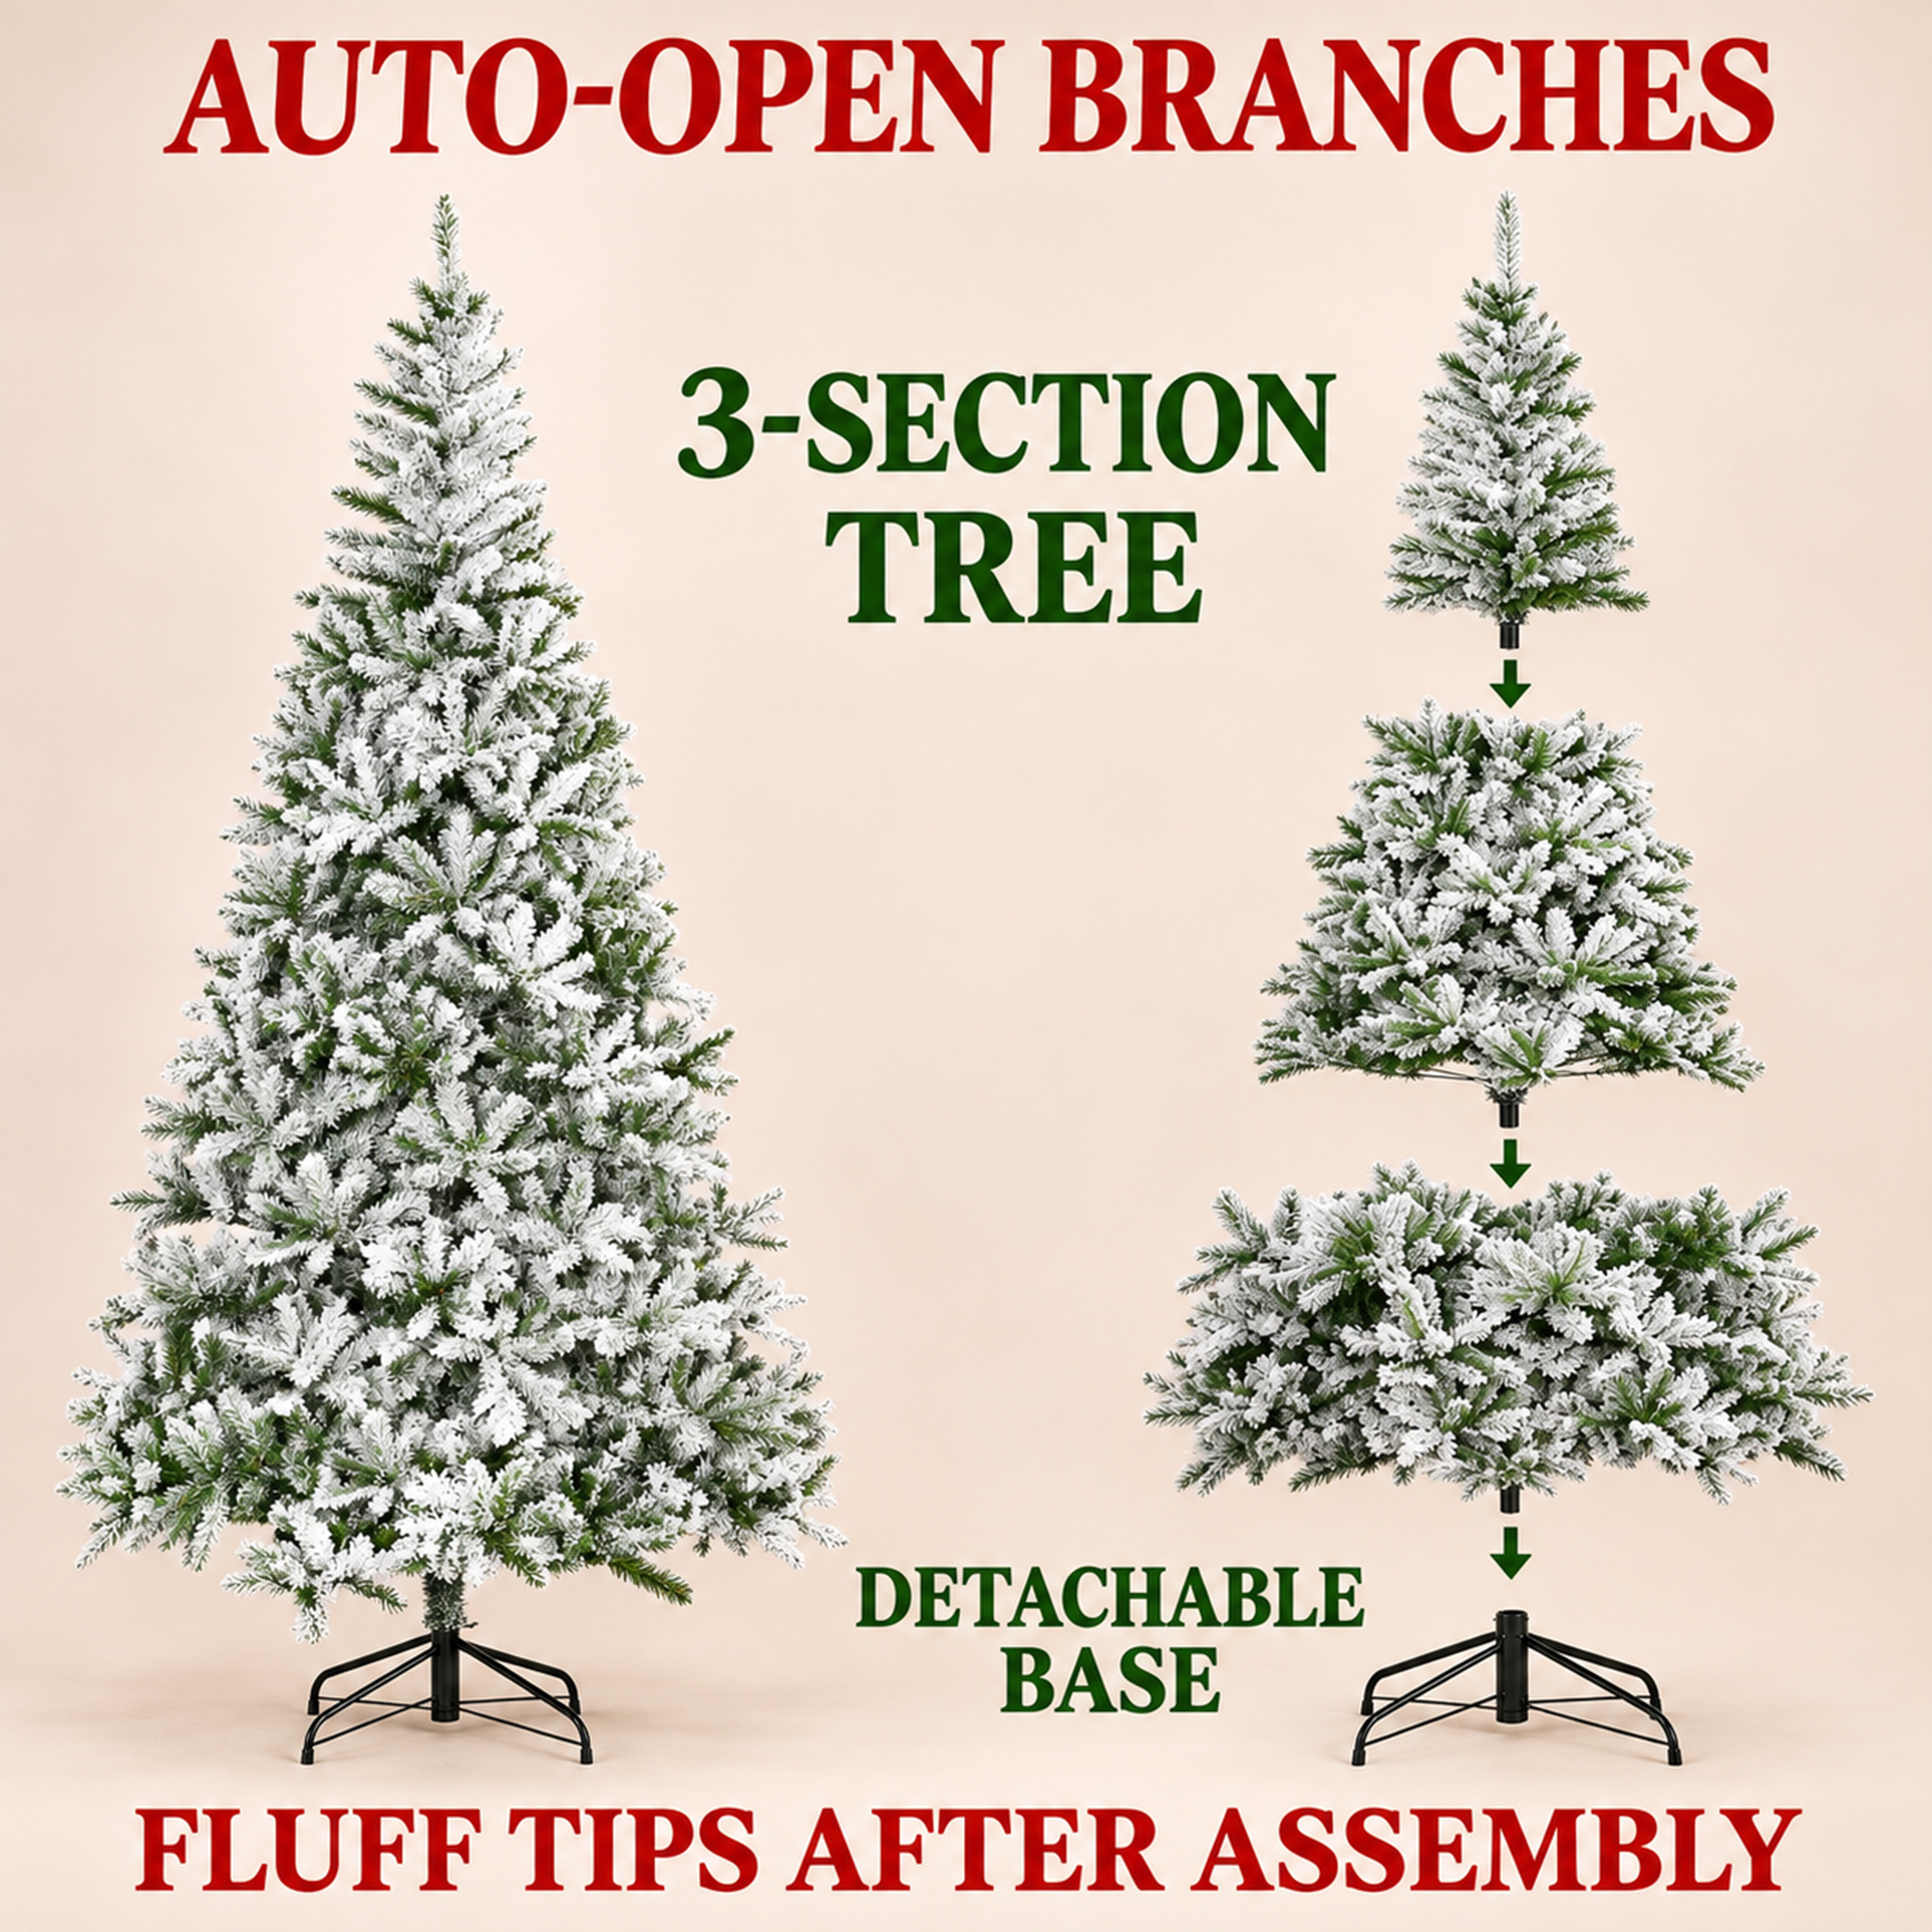 AUTO-OPEN BRANCHES
3-SECTION
TREE
DETACHABLE
BASE
FLUFF TIPS AFTER ASSEMBLY